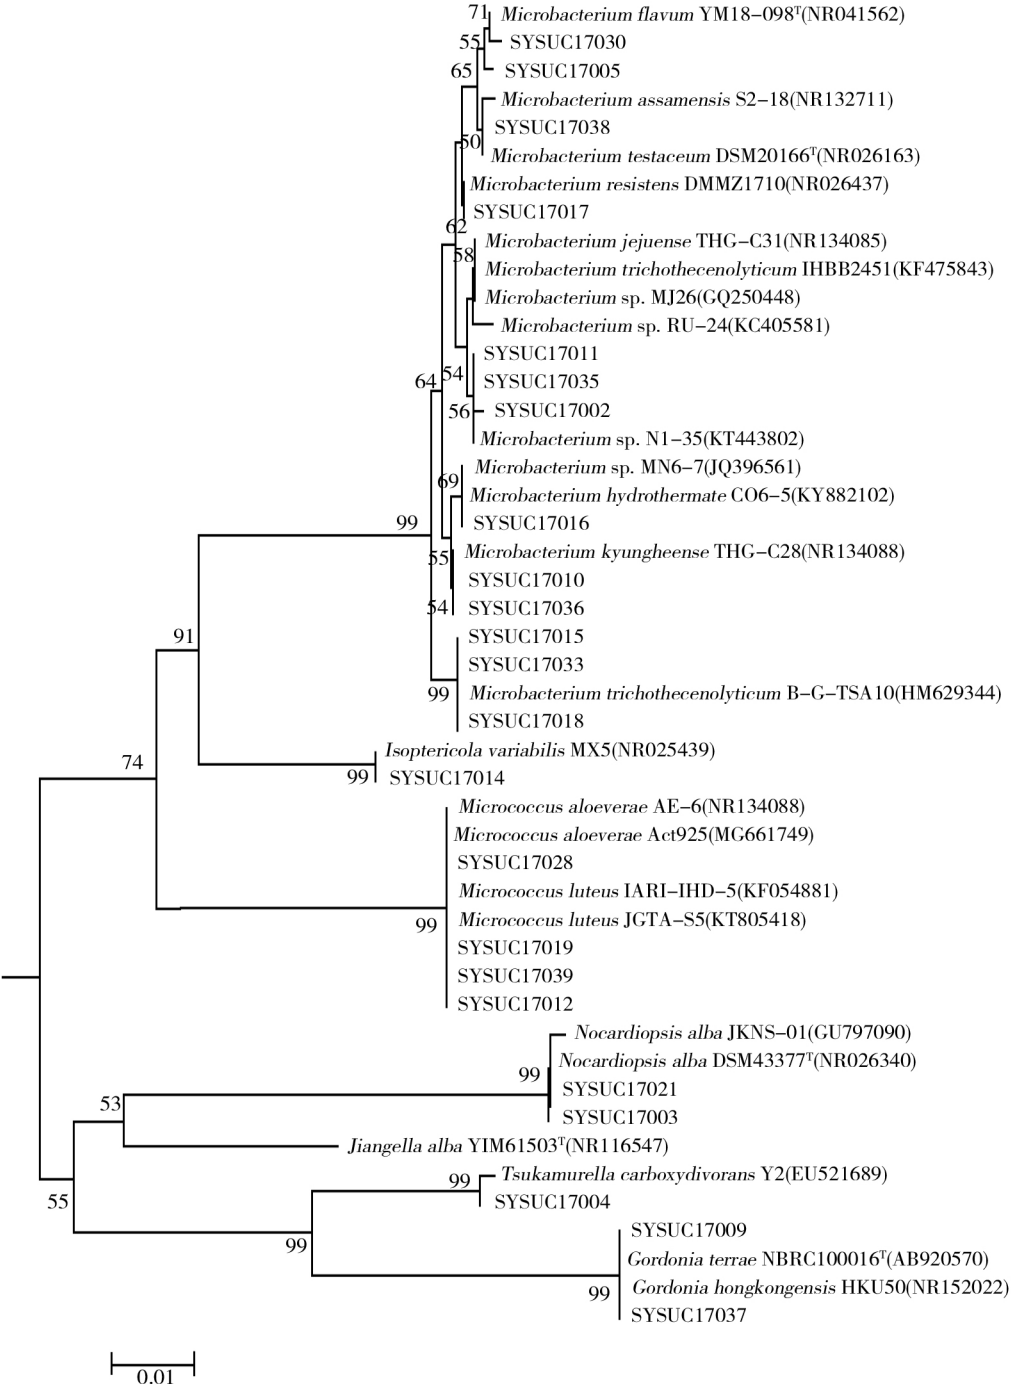 71
Microbacterium flavum YM18-098ᵀ(NR041562)
55
SYSUC17030
65
SYSUC17005
Microbacterium assamensis S2-18(NR132711)
SYSUC17038
50
Microbacterium testaceum DSM20166ᵀ(NR026163)
Microbacterium resistens DMMZ1710(NR026437)
SYSUC17017
62
Microbacterium jejuense THG-C31(NR134085)
58
Microbacterium trichothecenolyticum IHBB2451(KF475843)
Microbacterium sp. MJ26(GQ250448)
Microbacterium sp. RU-24(KC405581)
SYSUC17011
64
54
SYSUC17035
56
SYSUC17002
Microbacterium sp. N1-35(KT443802)
Microbacterium sp. MN6-7(JQ396561)
69
Microbacterium hydrothermate CO6-5(KY882102)
99
SYSUC17016
55
Microbacterium kyungheense THG-C28(NR134088)
SYSUC17010
54
SYSUC17036
91
SYSUC17015
SYSUC17033
99
Microbacterium trichothecenolyticum B-G-TSA10(HM629344)
SYSUC17018
Isoptericola variabilis MX5(NR025439)
74
99
SYSUC17014
Micrococcus aloeverae AE-6(NR134088)
Micrococcus aloeverae Act925(MG661749)
SYSUC17028
Micrococcus luteus IARI-IHD-5(KF054881)
99
Micrococcus luteus JGTA-S5(KT805418)
SYSUC17019
SYSUC17039
SYSUC17012
Nocardiopsis alba JKNS-01(GU797090)
Nocardiopsis alba DSM43377ᵀ(NR026340)
99
SYSUC17021
53
SYSUC17003
Jiangella alba YIM61503ᵀ(NR116547)
Tsukamurella carboxydivorans Y2(EU521689)
99
55
SYSUC17004
SYSUC17009
99
Gordonia terrae NBRC100016ᵀ(AB920570)
Gordonia hongkongensis HKU50(NR152022)
99
SYSUC17037
0.01